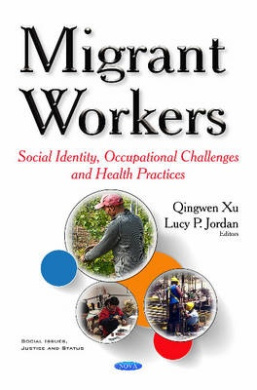 Migrant
Workers
Social Identity, Occupational Challenges
and Health Practices
Qingwen Xu
Lucy P. Jordan
Editors
Social Issues,
Justice and Status
NOVA